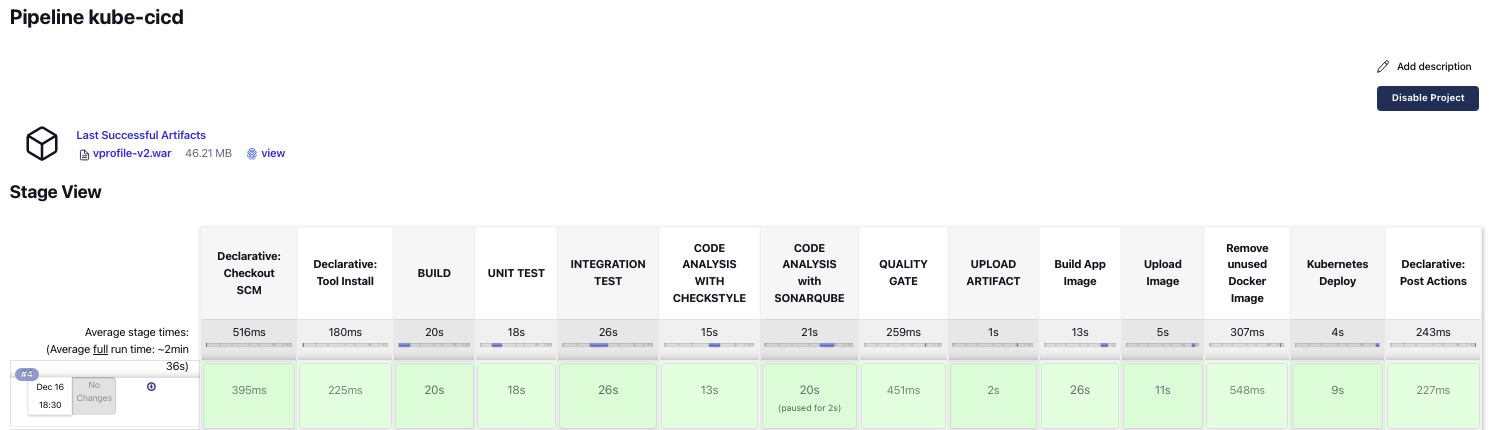 Pipeline kube-cicd
Add description
Disable Project
Last Successful Artifacts
vprofile-v2.war 46.21 MB view
Stage View
Declarative: Checkout SCM
Declarative: Tool Install
BUILD
UNIT TEST
INTEGRATION TEST
CODE ANALYSIS WITH CHECKSTYLE
CODE ANALYSIS with SONARQUBE
QUALITY GATE
UPLOAD ARTIFACT
Build App Image
Upload Image
Remove unused Docker Image
Kubernetes Deploy
Declarative: Post Actions
Average stage times:
(Average full run time: ~2min
36s)
516ms 180ms 20s 18s 26s 15s 21s 259ms 1s 13s 5s 307ms 4s 243ms
#4
Dec 16
18:30
No
Changes
395ms 225ms 20s 18s 26s 13s 20s 451ms 2s 26s 11s 548ms 9s 227ms
(paused for 2s)